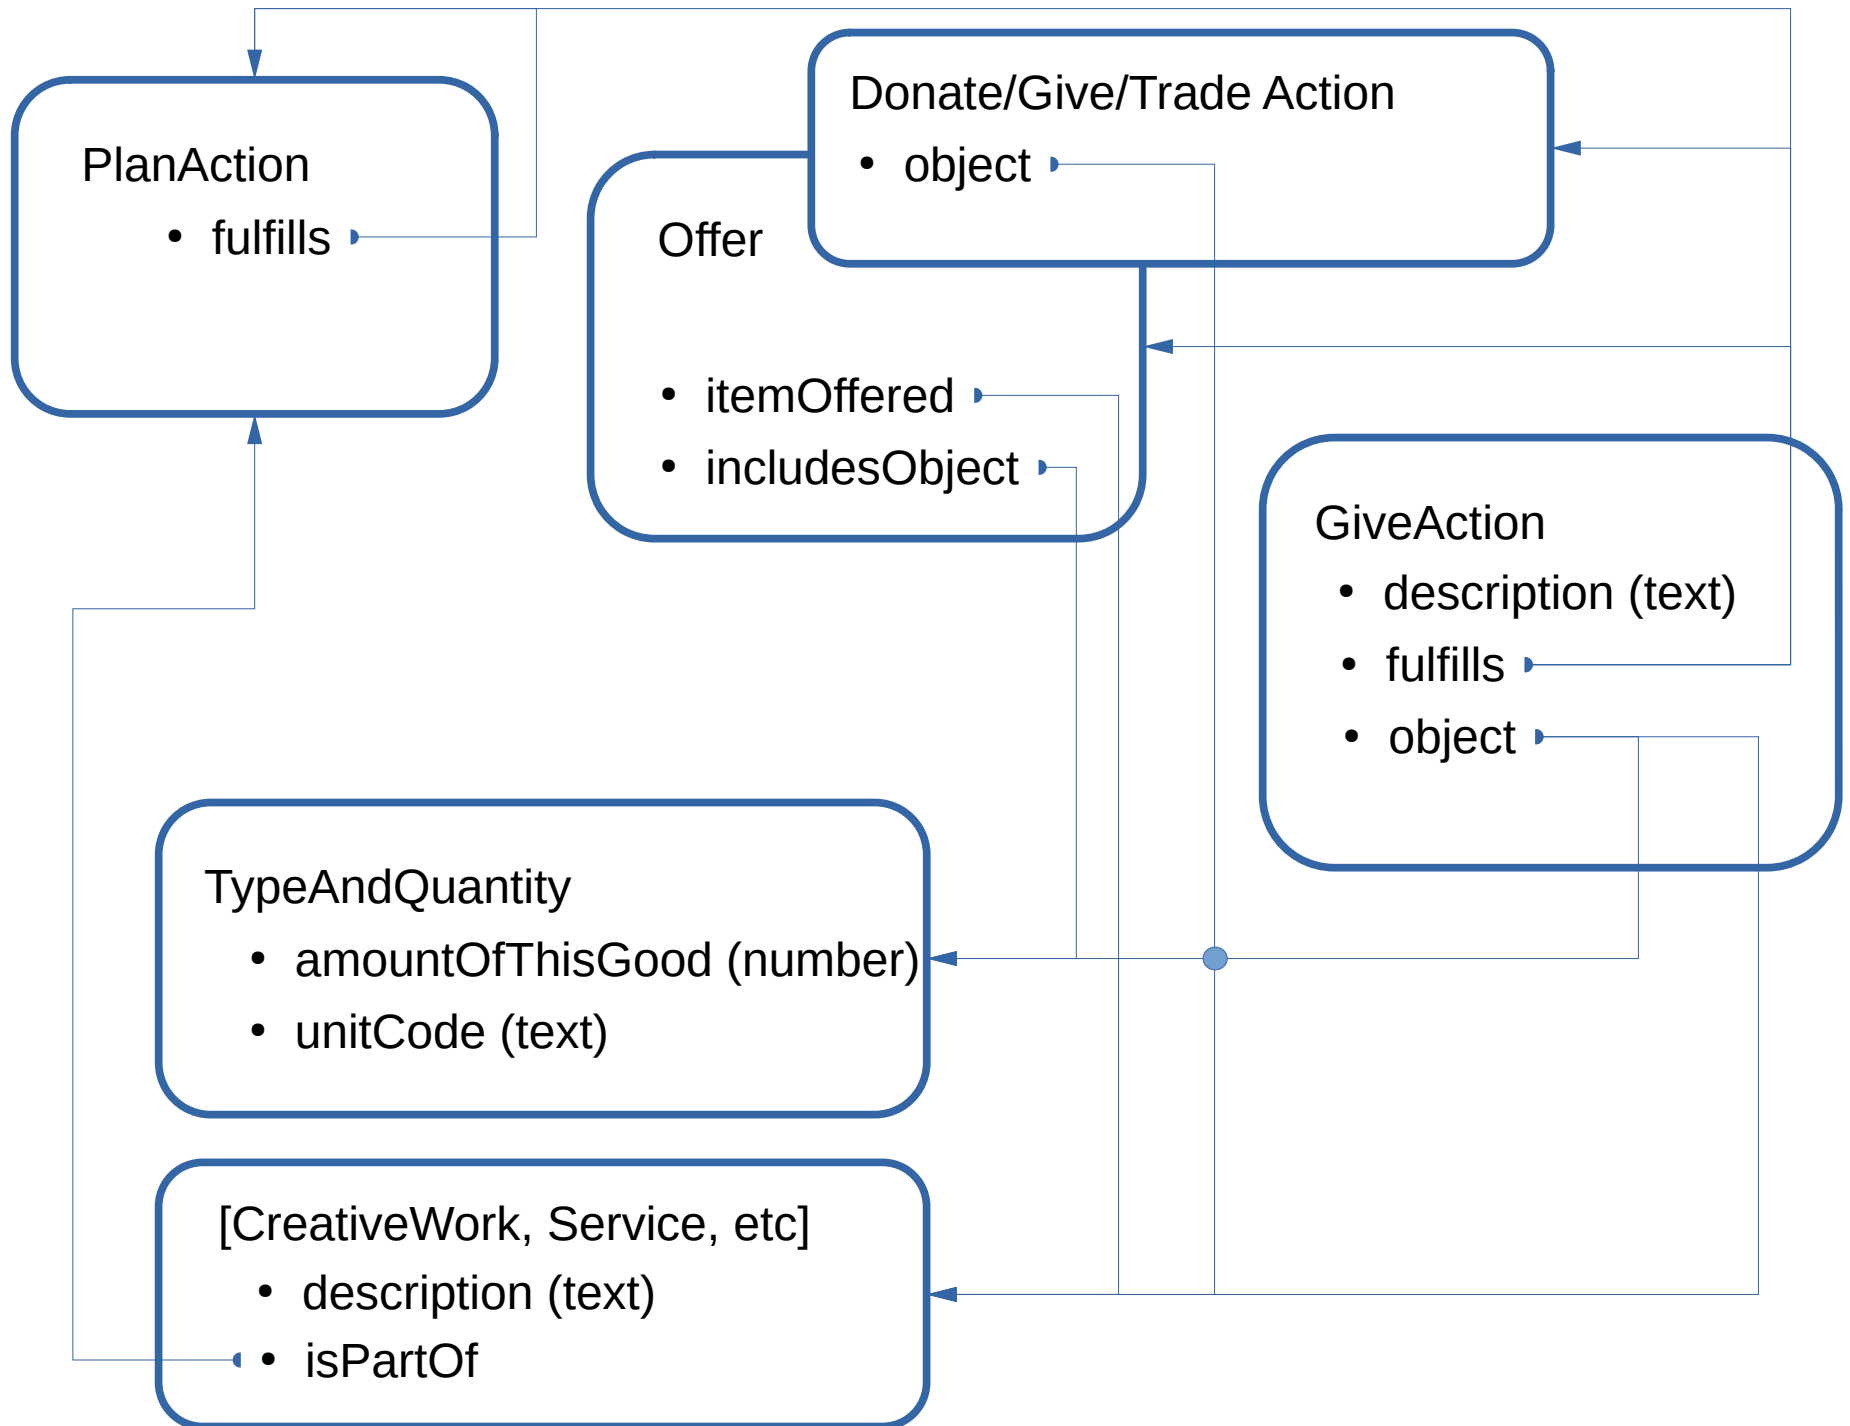 Donate/Give/Trade Action
• object
PlanAction
• fulfills
Offer
• itemOffered
• includesObject
GiveAction
• description (text)
• fulfills
• object
TypeAndQuantity
• amountOfThisGood (number)
• unitCode (text)
[CreativeWork, Service, etc]
• description (text)
• isPartOf